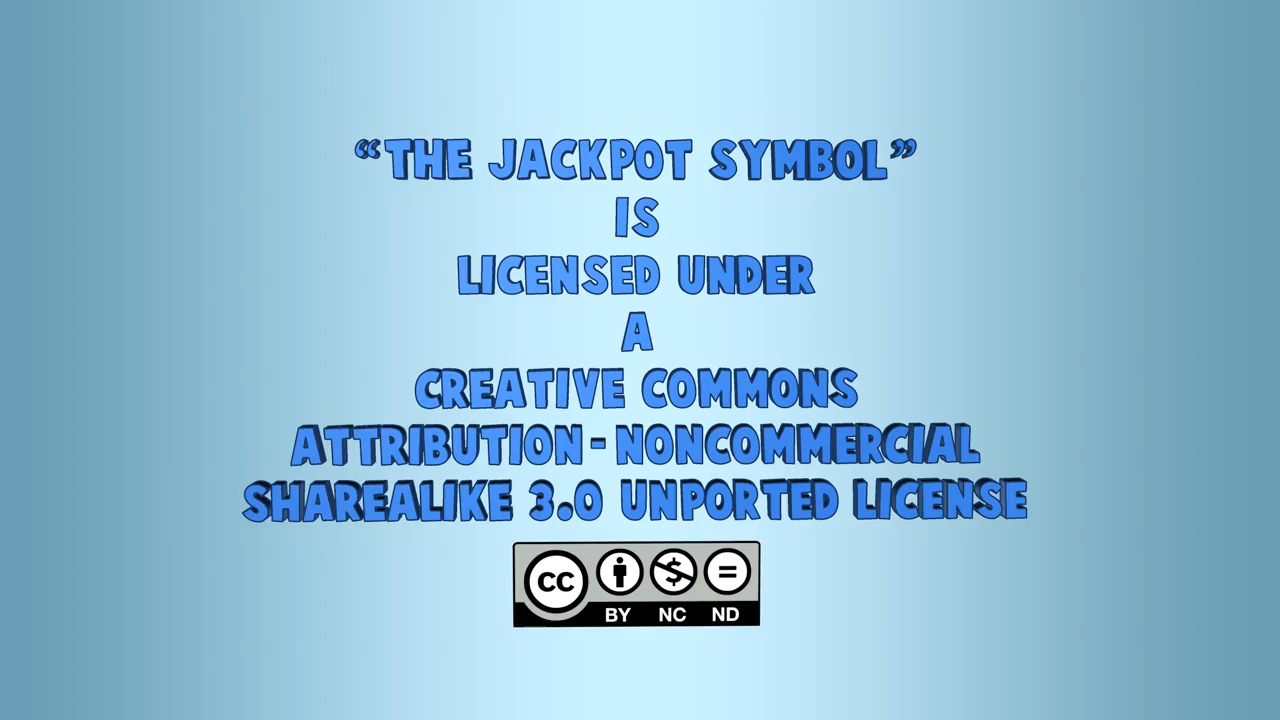 “THE JACKPOT SYMBOL”
IS
LICENSED UNDER
A
CREATIVE COMMONS
ATTRIBUTION-NONCOMMERCIAL
SHAREALIKE 3.0 UNPORTED LICENSE
CC BY NC ND